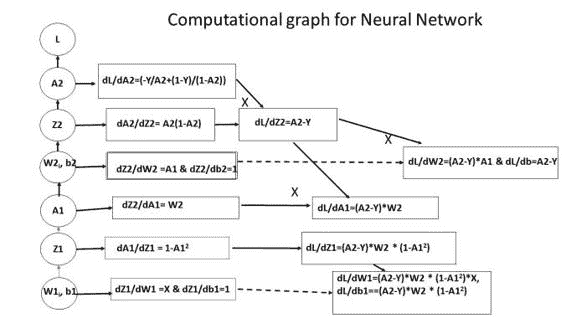 Computational graph for Neural Network
L
A2
dL/dA2=(-Y/A2+(1-Y)/(1-A2))
X
Z2
dA2/dZ2= A2(1-A2)
dL/dZ2=A2-Y
X
W2,, b2
dZ2/dW2 =A1 & dZ2/db2=1
dL/dW2=(A2-Y)*A1 & dL/db=A2-Y
A1
dZ2/dA1= W2
X
dL/dA1=(A2-Y)*W2
Z1
dA1/dZ1 = 1-A1²
dL/dZ1=(A2-Y)*W2 * (1-A1²)
W1,, b1
dZ1/dW1 =X & dZ1/db1=1
dL/dW1=(A2-Y)*W2 * (1-A1²)*X,
dL/db1==(A2-Y)*W2 * (1-A1²)